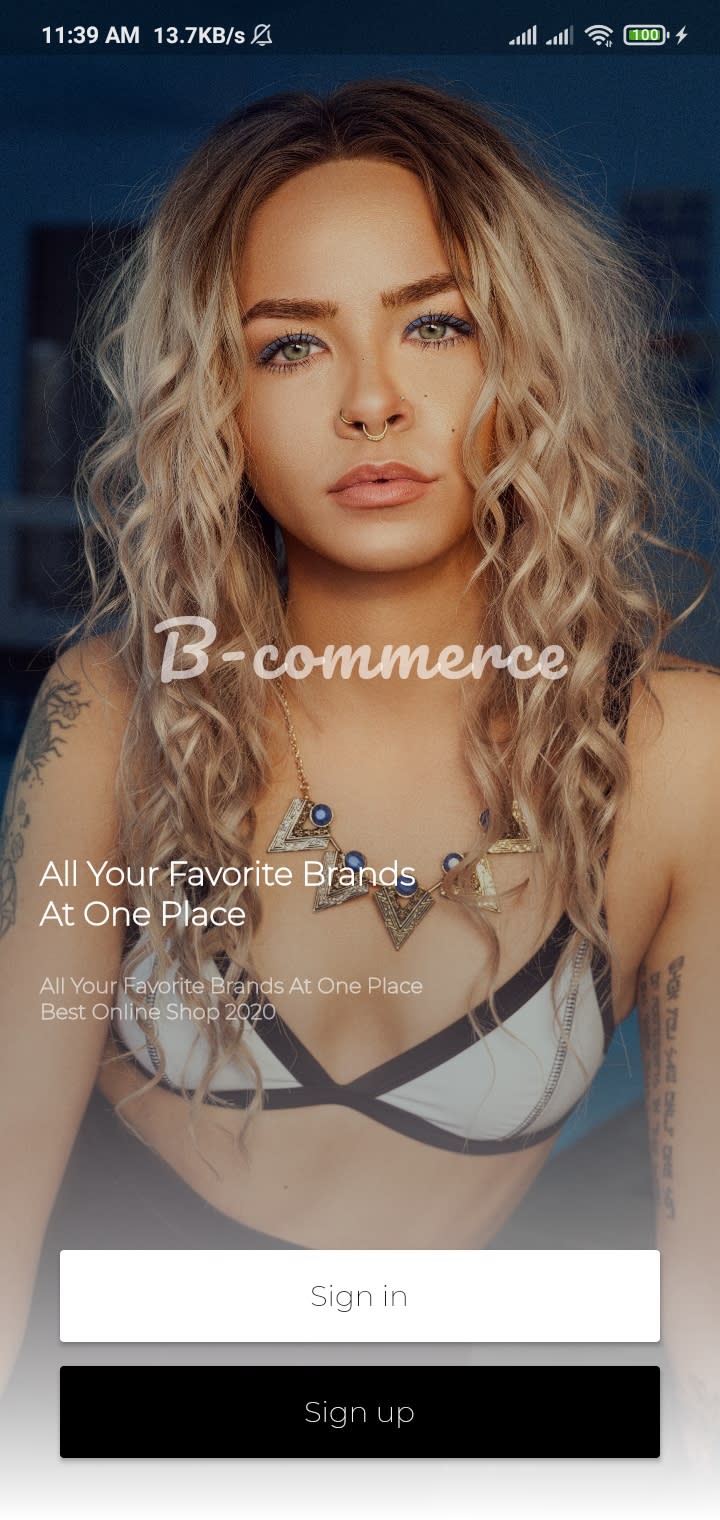 11:39 AM 13.7KB/s 100
B-commerce
All Your Favorite Brands
At One Place
All Your Favorite Brands At One Place
Best Online Shop 2020
Sign in
Sign up